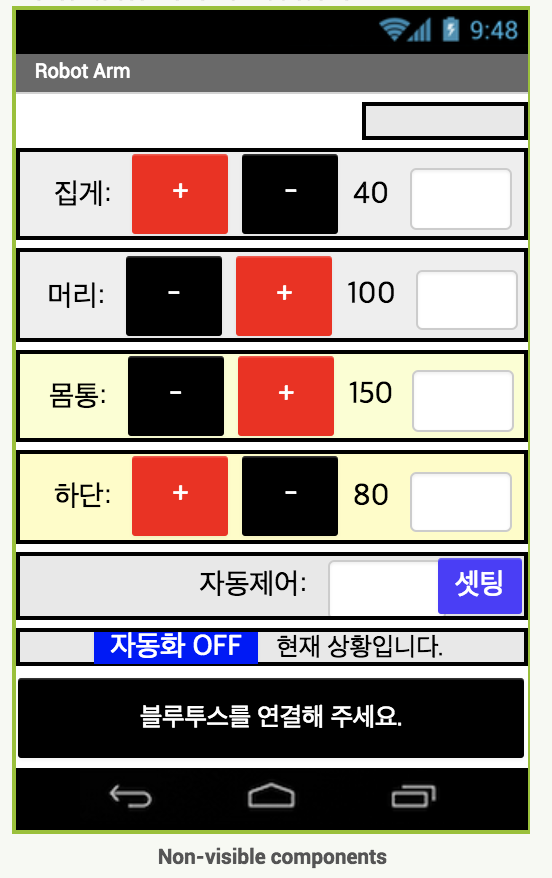 9:48
Robot Arm
집게: + - 40
머리: - + 100
몸통: - + 150
하단: + - 80
자동제어: 셋팅
자동화 OFF 현재 상황입니다.
블루투스를 연결해 주세요.
Non-visible components